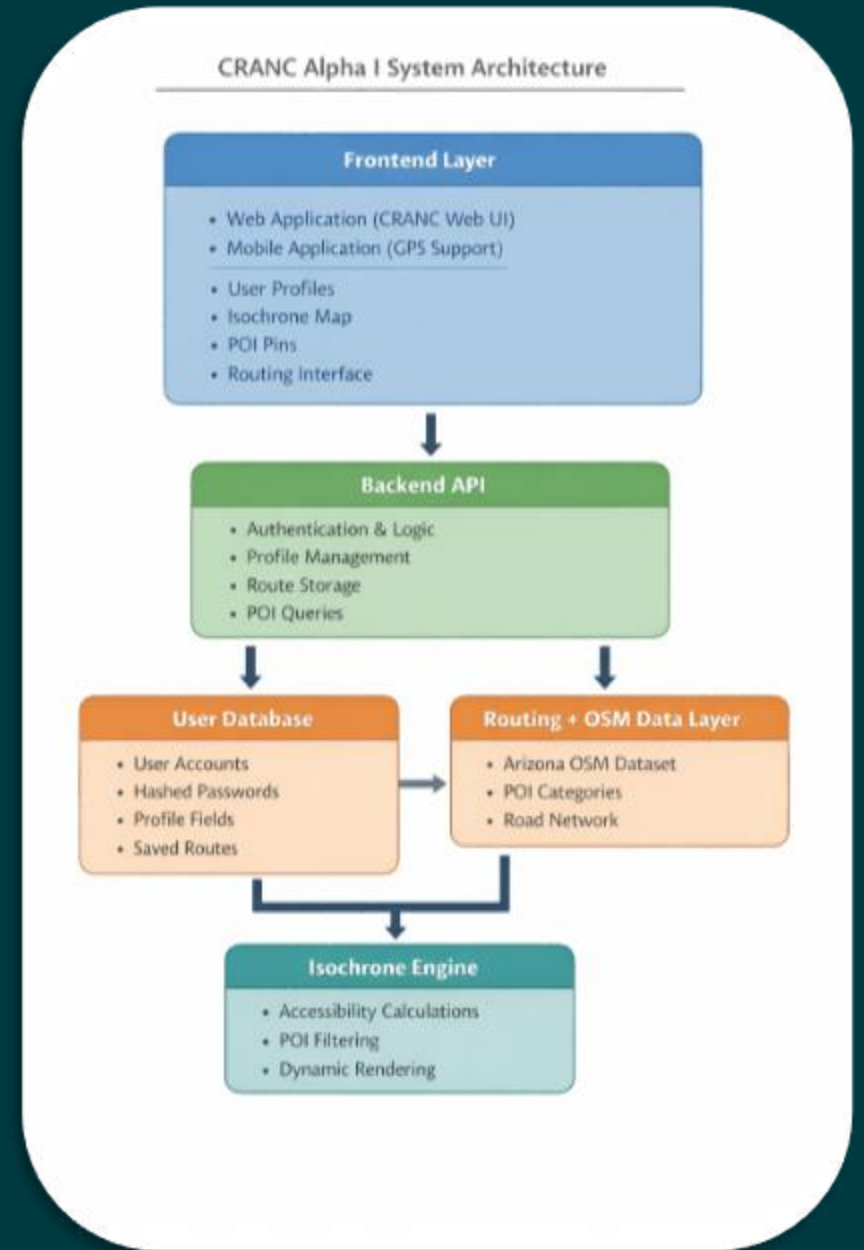 CRANC Alpha I System Architecture
Frontend Layer
• Web Application (CRANC Web UI)
• Mobile Application (GPS Support)
• User Profiles
• Isochrone Map
• POI Pins
• Routing Interface
Backend API
• Authentication & Logic
• Profile Management
• Route Storage
• POI Queries
User Database
• User Accounts
• Hashed Passwords
• Profile Fields
• Saved Routes
Routing + OSM Data Layer
• Arizona OSM Dataset
• POI Categories
• Road Network
Isochrone Engine
• Accessibility Calculations
• POI Filtering
• Dynamic Rendering